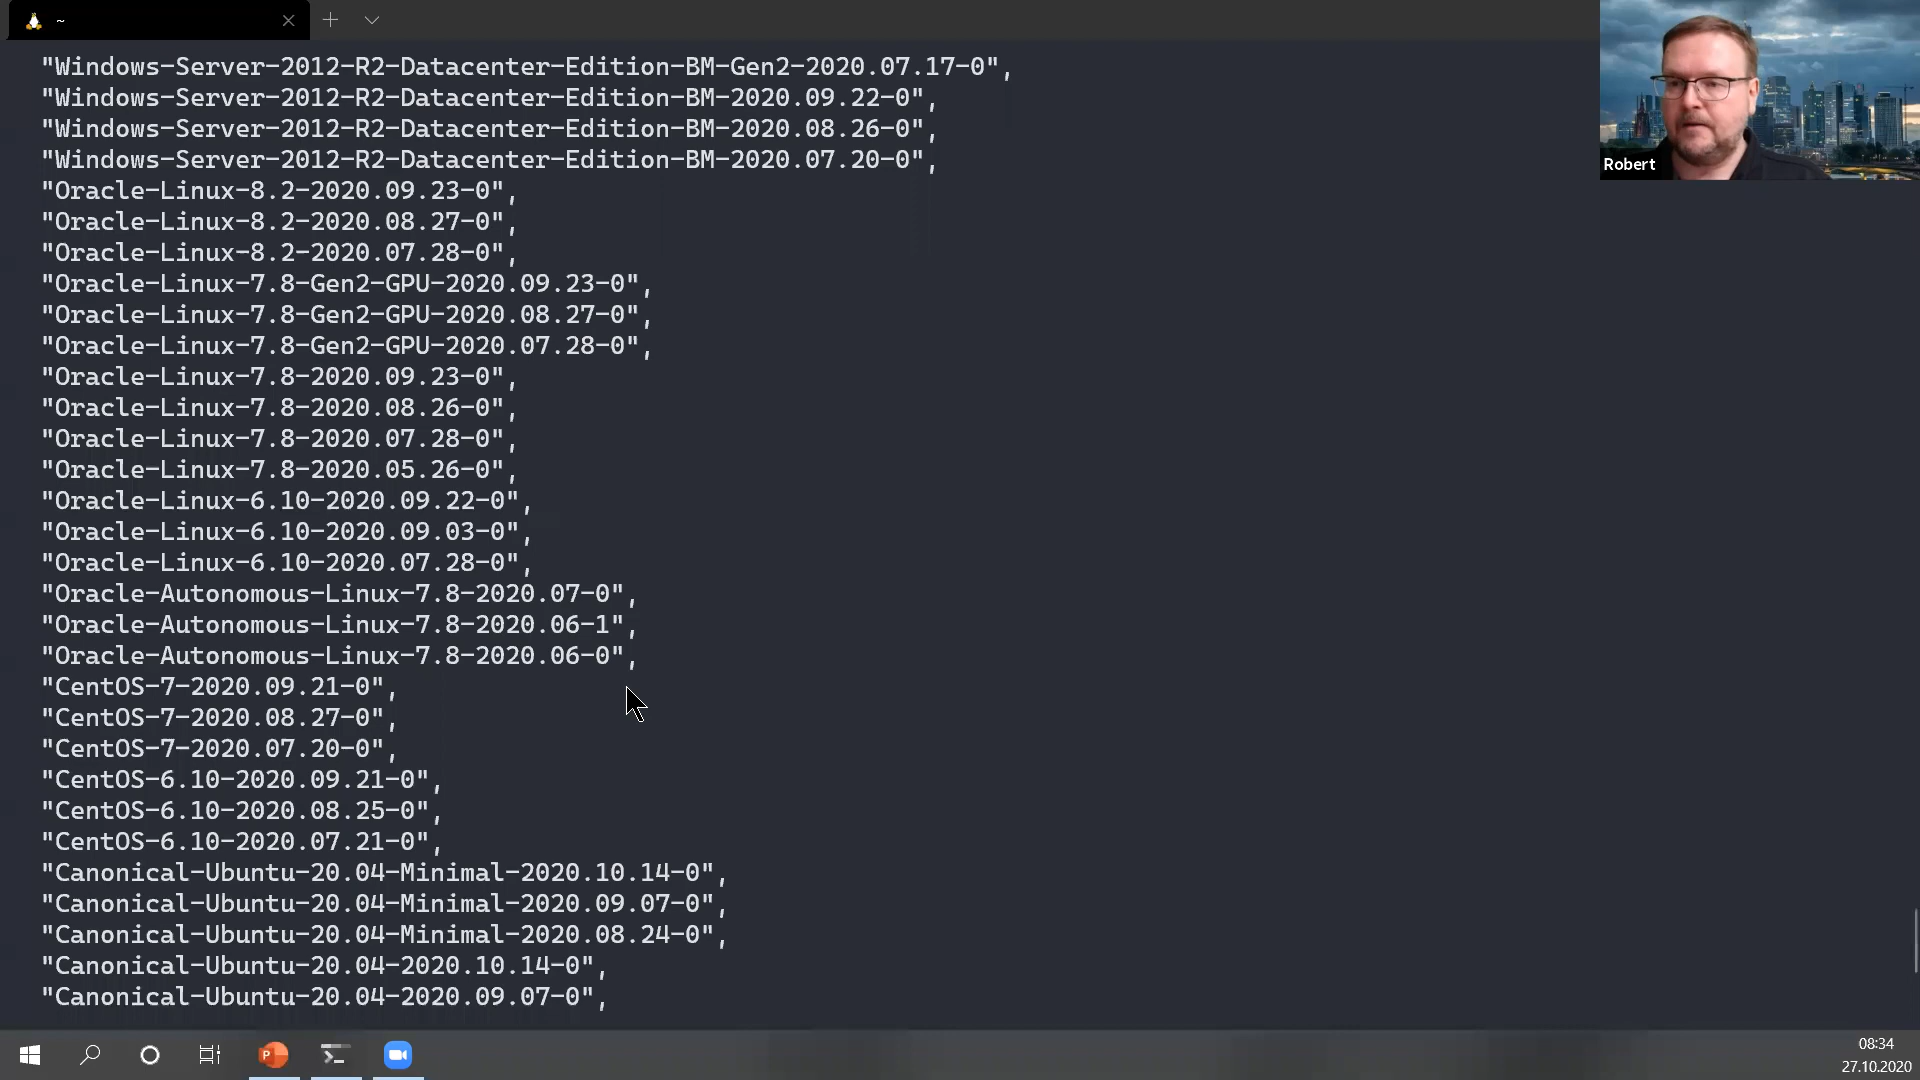 ~
"Windows-Server-2012-R2-Datacenter-Edition-BM-Gen2-2020.07.17-0",
"Windows-Server-2012-R2-Datacenter-Edition-BM-2020.09.22-0",
"Windows-Server-2012-R2-Datacenter-Edition-BM-2020.08.26-0",
"Windows-Server-2012-R2-Datacenter-Edition-BM-2020.07.20-0",
"Oracle-Linux-8.2-2020.09.23-0",
"Oracle-Linux-8.2-2020.08.27-0",
"Oracle-Linux-8.2-2020.07.28-0",
"Oracle-Linux-7.8-Gen2-GPU-2020.09.23-0",
"Oracle-Linux-7.8-Gen2-GPU-2020.08.27-0",
"Oracle-Linux-7.8-Gen2-GPU-2020.07.28-0",
"Oracle-Linux-7.8-2020.09.23-0",
"Oracle-Linux-7.8-2020.08.26-0",
"Oracle-Linux-7.8-2020.07.28-0",
"Oracle-Linux-7.8-2020.05.26-0",
"Oracle-Linux-6.10-2020.09.22-0",
"Oracle-Linux-6.10-2020.09.03-0",
"Oracle-Linux-6.10-2020.07.28-0",
"Oracle-Autonomous-Linux-7.8-2020.07-0",
"Oracle-Autonomous-Linux-7.8-2020.06-1",
"Oracle-Autonomous-Linux-7.8-2020.06-0",
"CentOS-7-2020.09.21-0",
"CentOS-7-2020.08.27-0",
"CentOS-7-2020.07.20-0",
"CentOS-6.10-2020.09.21-0",
"CentOS-6.10-2020.08.25-0",
"CentOS-6.10-2020.07.21-0",
"Canonical-Ubuntu-20.04-Minimal-2020.10.14-0",
"Canonical-Ubuntu-20.04-Minimal-2020.09.07-0",
"Canonical-Ubuntu-20.04-Minimal-2020.08.24-0",
"Canonical-Ubuntu-20.04-2020.10.14-0",
"Canonical-Ubuntu-20.04-2020.09.07-0",
Robert
08:34
27.10.2020